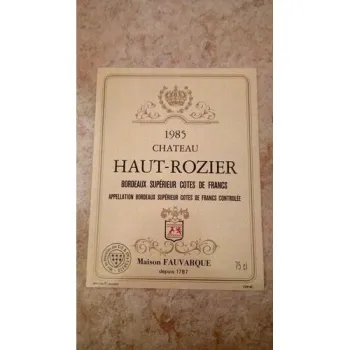 1985
CHATEAU
HAUT-ROZIER
BORDEAUX SUPÉRIEUR COTES DE FRANCS
APPELLATION BORDEAUX SUPÉRIEUR COTES DE FRANCS CONTROLÉE
Maison FAUVARQUE
depuis 1787
75 cl